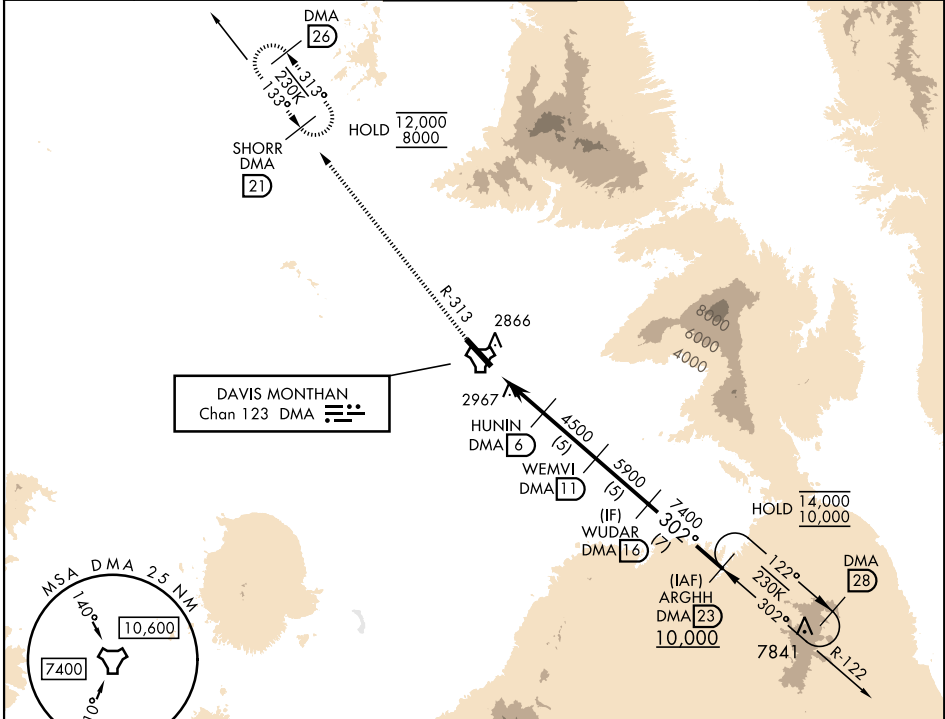 DMA
26
313°
230K
133°
SHORR
DMA
21
HOLD 12,000
8000
R-313
2866
8000
6000
4000
DAVIS MONTHAN
Chan 123 DMA
2967
HUNIN
DMA 6
4500
(5)
WEMVI
DMA 11
5900
(5)
(IF)
WUDAR
DMA 16
7400
302°
(7)
HOLD 14,000
10,000
(IAF)
ARGHH
DMA 23
10,000
122°
230K
302°
DMA
28
7841
R-122
MSA DMA 25 NM
140°
10,600
7400